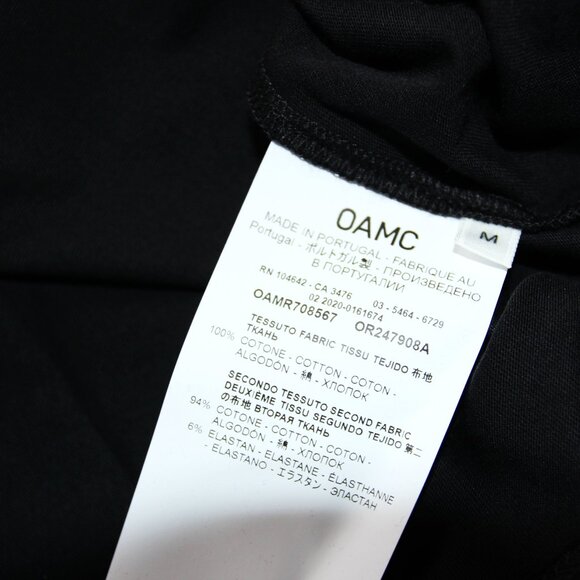 OAMC
M
MADE IN PORTUGAL - FABRIQUE AU
Portugal - ポルトガル製 - ПРОИЗВЕДЕНО
В ПОРТУГАЛИИ
RN 104642 - CA 3476 03 - 5464 - 6729
02 2020-0161674
OAMR708567 OR247908A
TESSUTO FABRIC TISSU TEJIDO 布地
ТКАНЬ
100% COTONE - COTTON - COTON -
ALGODÓN - 綿 - ХЛОПОК
SECONDO TESSUTO SECOND FABRIC
DEUXIÈME TISSU SEGUNDO TEJIDO 第二
の布地 ВТОРАЯ ТКАНЬ
94% COTONE - COTTON - COTON -
ALGODÓN - 綿 - ХЛОПОК
6% ELASTAN - ELASTANE - ÉLASTHANNE
ELASTANO - エラスタン - ЭЛАСТАН